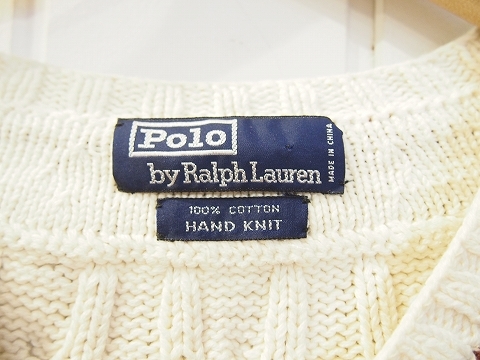 Polo
by Ralph Lauren
MADE IN CHINA
100% COTTON
HAND KNIT